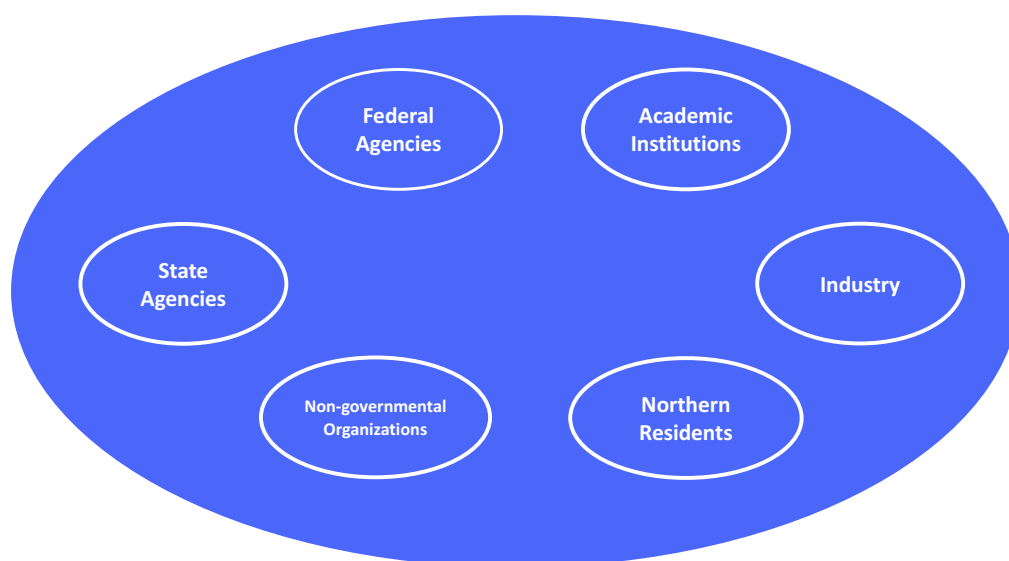 Federal
Agencies
Academic
Institutions
State
Agencies
Industry
Non-governmental
Organizations
Northern
Residents